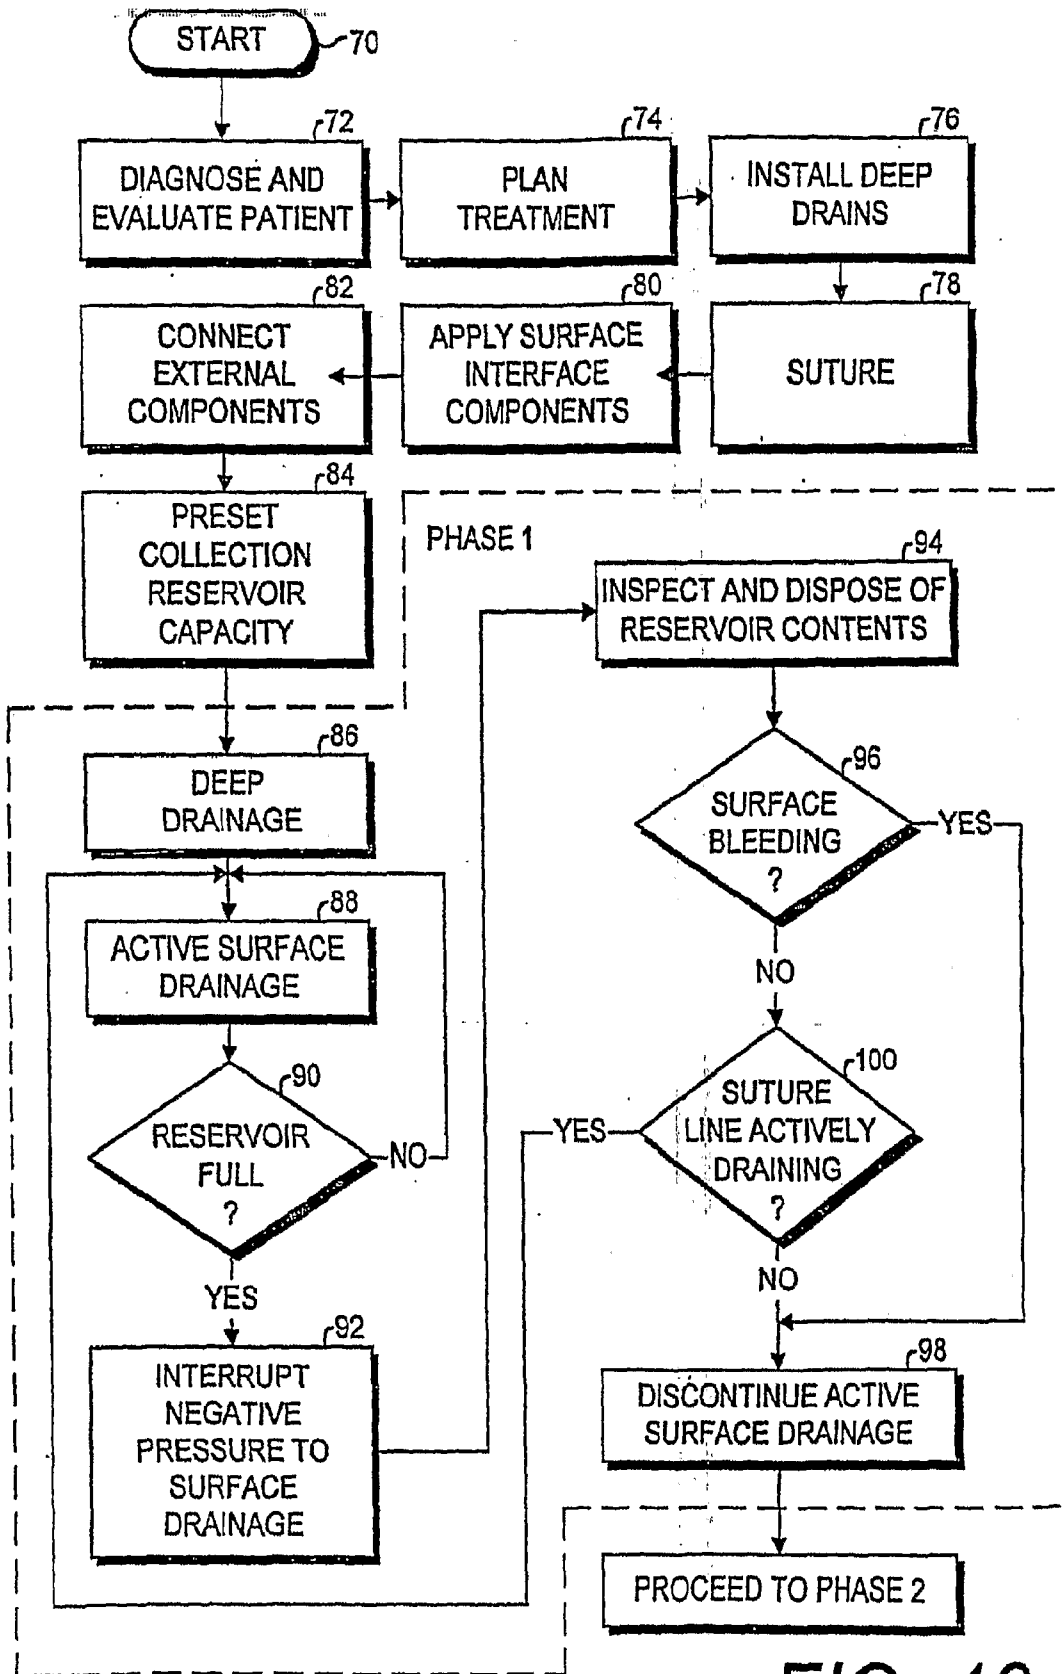 START
70
72
DIAGNOSE AND
EVALUATE PATIENT
74
PLAN
TREATMENT
76
INSTALL DEEP
DRAINS
78
SUTURE
80
APPLY SURFACE
INTERFACE
COMPONENTS
82
CONNECT
EXTERNAL
COMPONENTS
84
PRESET
COLLECTION
RESERVOIR
CAPACITY
PHASE 1
86
DEEP
DRAINAGE
88
ACTIVE SURFACE
DRAINAGE
90
RESERVOIR
FULL
?
NO
YES
92
INTERRUPT
NEGATIVE
PRESSURE TO
SURFACE
DRAINAGE
94
INSPECT AND DISPOSE OF
RESERVOIR CONTENTS
96
SURFACE
BLEEDING
?
YES
NO
100
SUTURE
LINE ACTIVELY
DRAINING
?
YES
NO
98
DISCONTINUE ACTIVE
SURFACE DRAINAGE
PROCEED TO PHASE 2